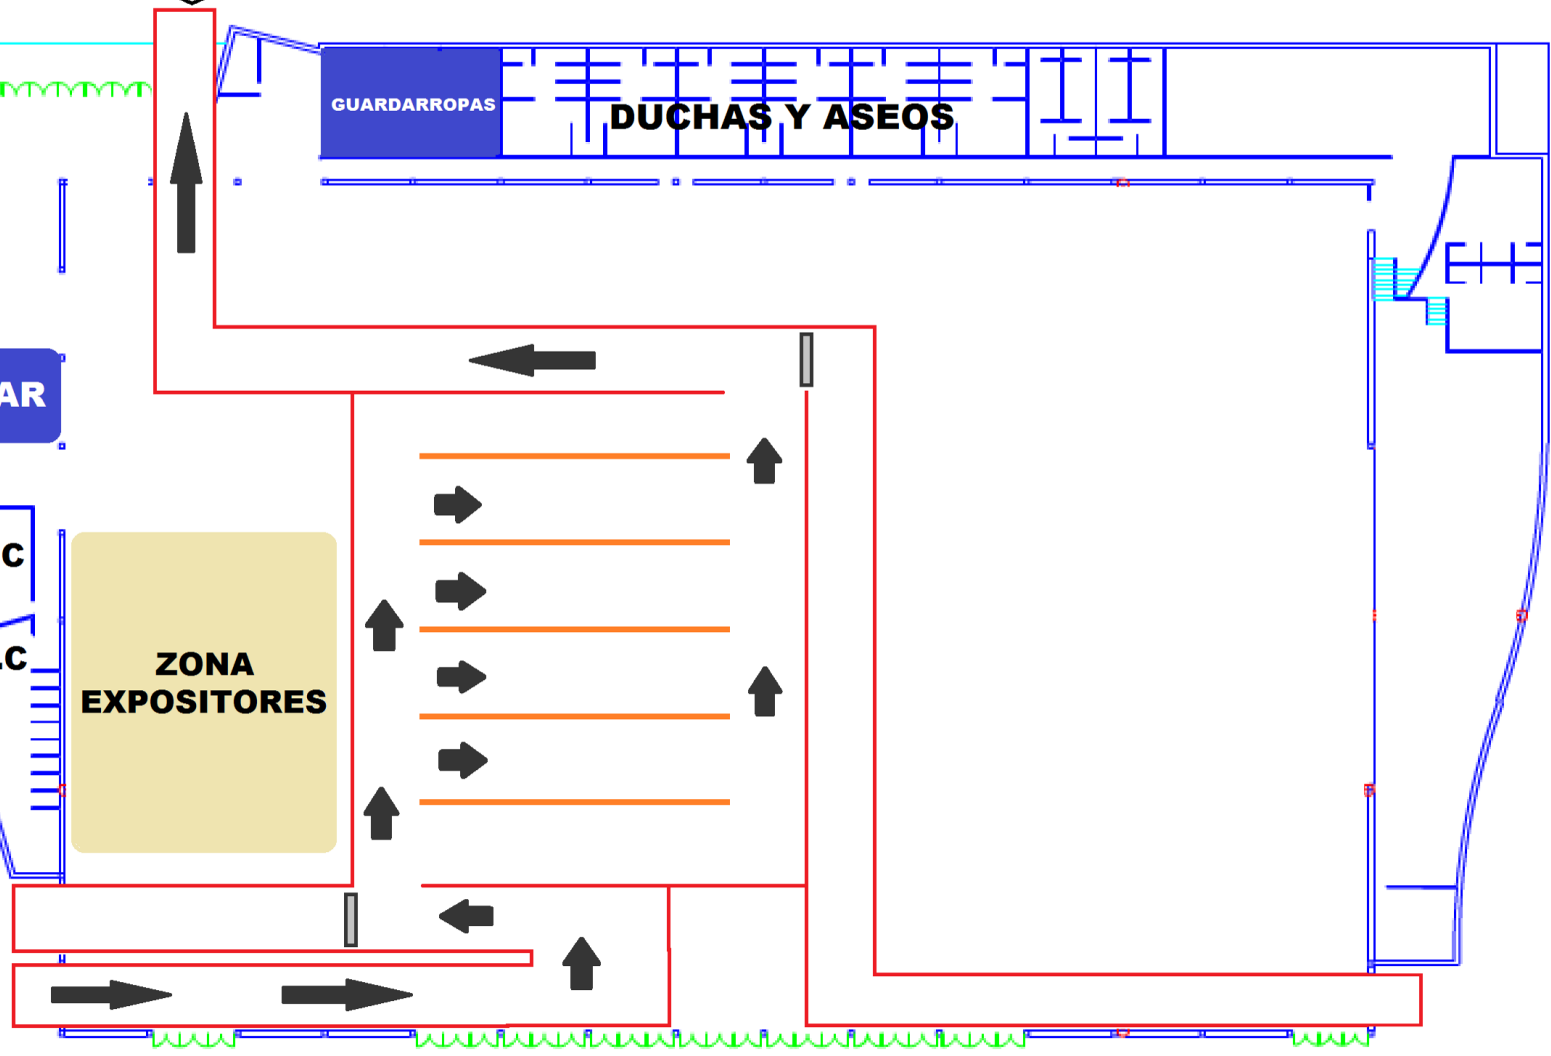 GUARDARROPAS
DUCHAS Y ASEOS
AR
C
C
ZONA
EXPOSITORES